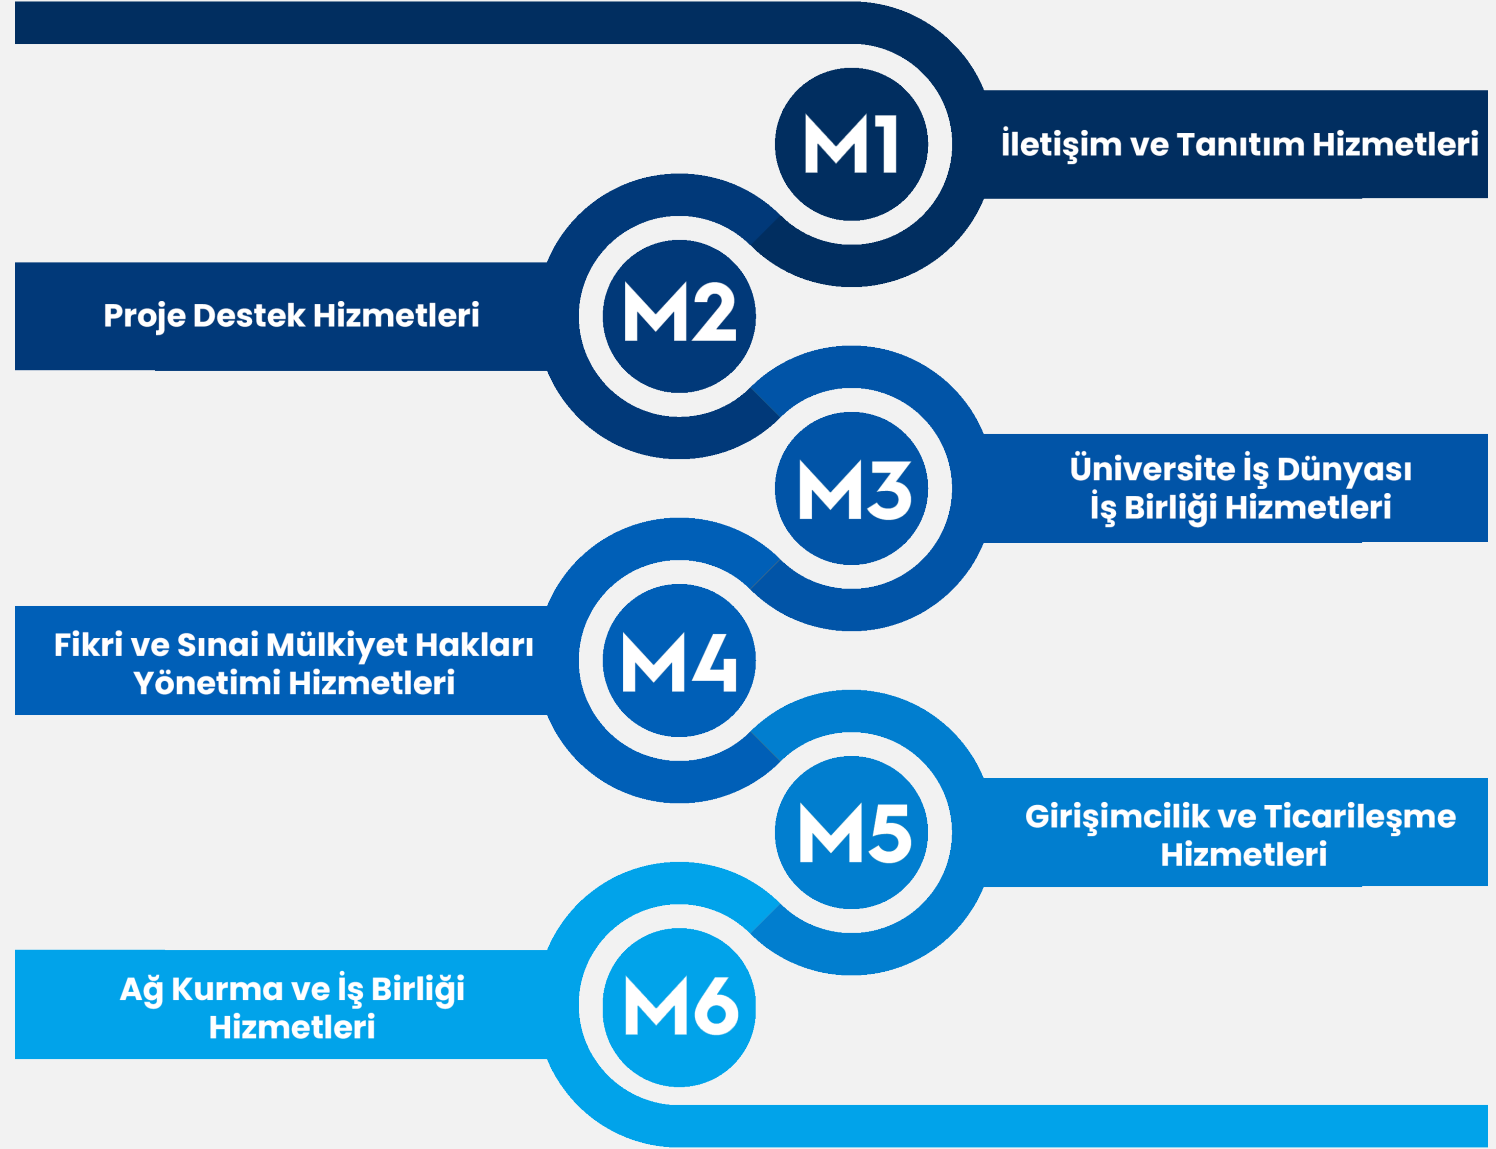 M1
İletişim ve Tanıtım Hizmetleri
M2
Proje Destek Hizmetleri
M3
Üniversite İş Dünyası
İş Birliği Hizmetleri
M4
Fikri ve Sınai Mülkiyet Hakları
Yönetimi Hizmetleri
M5
Girişimcilik ve Ticarileşme
Hizmetleri
M6
Ağ Kurma ve İş Birliği
Hizmetleri